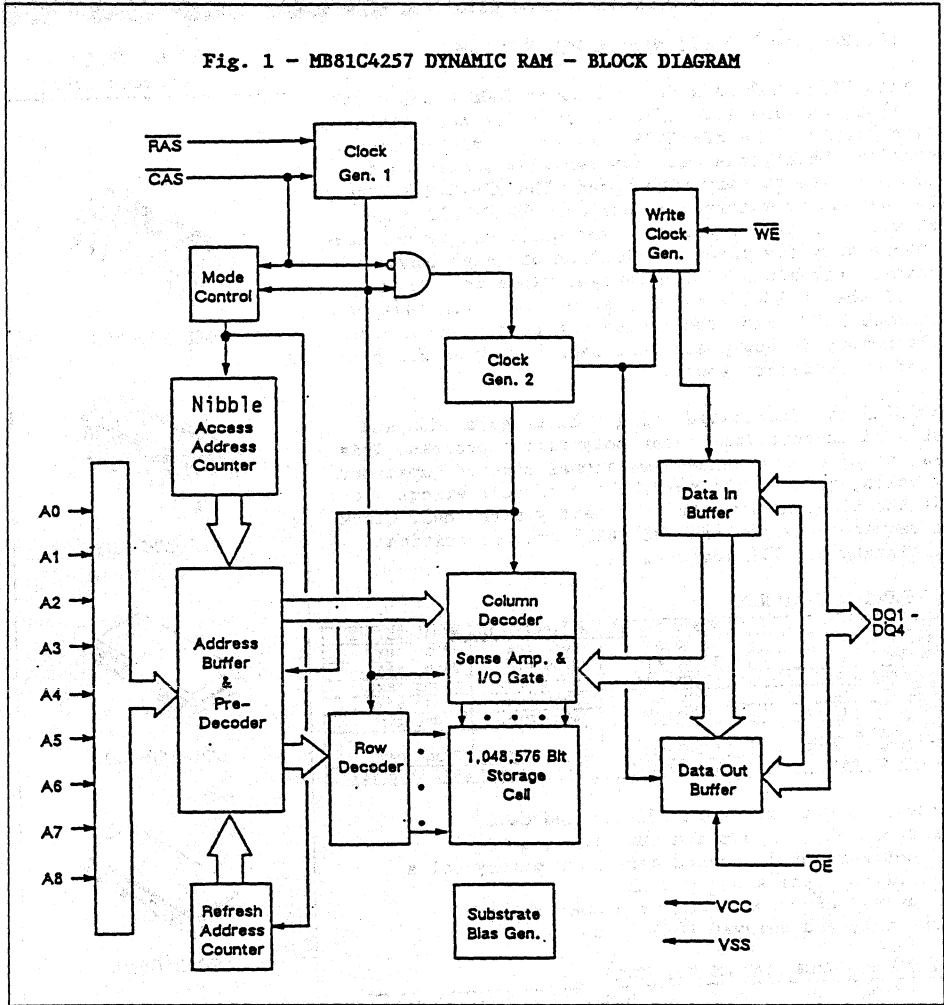 Fig. 1 - MB81C4257 DYNAMIC RAM - BLOCK DIAGRAM
RAS
CAS
Clock
Gen. 1
Write
Clock
Gen.
WE
Mode
Control
Clock
Gen. 2
Nibble
Access
Address
Counter
Data In
Buffer
A0
A1
A2
A3
A4
A5
A6
A7
A8
Address
Buffer
&
Pre-
Decoder
Column
Decoder
Sense Amp. &
I/O Gate
DQ1 -
DQ4
Row
Decoder
1,048,576 Bit
Storage
Cell
Data Out
Buffer
OE
Refresh
Address
Counter
Substrate
Bias Gen.
VCC
VSS